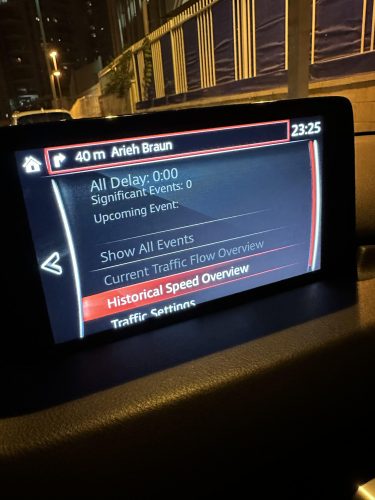 40 m Arieh Braun
23:25
All Delay: 0:00
Significant Events: 0
Upcoming Event:
Show All Events
Current Traffic Flow Overview
Historical Speed Overview
Traffic Settings